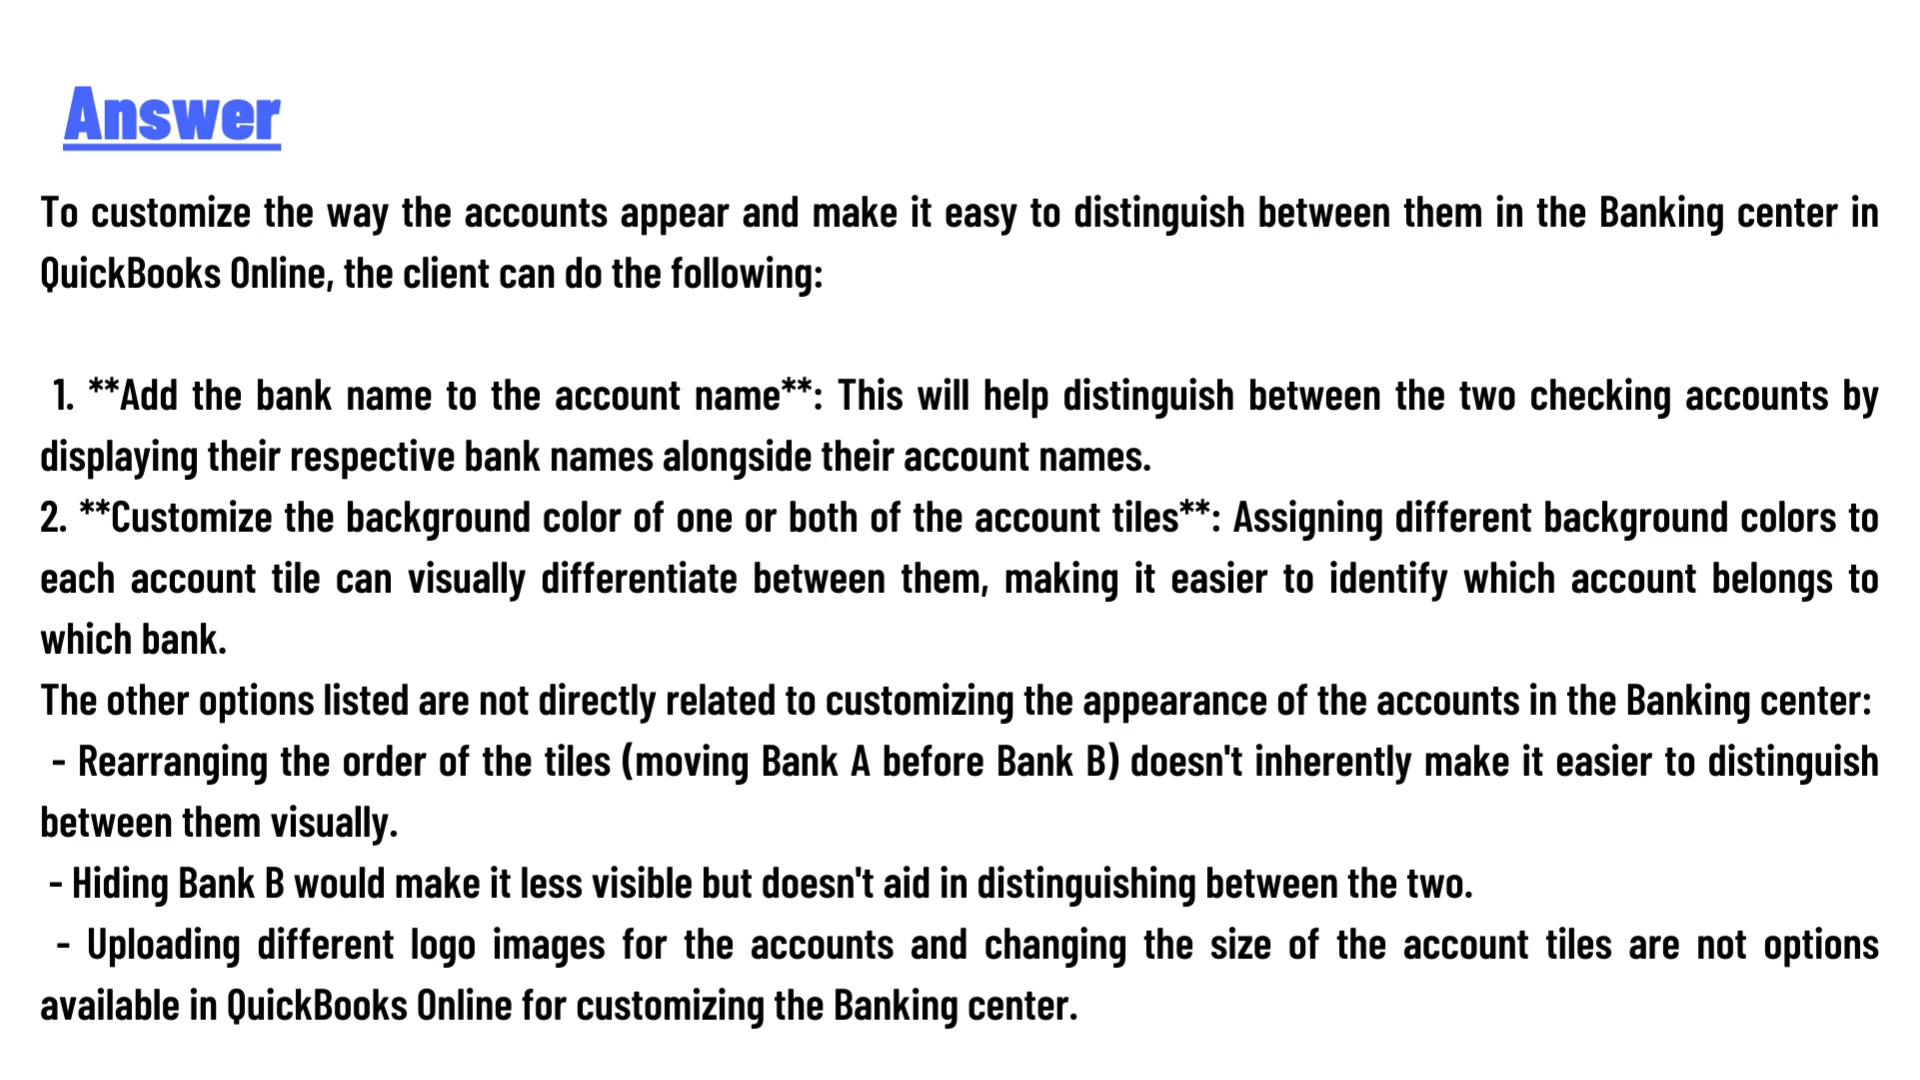 Answer
To customize the way the accounts appear and make it easy to distinguish between them in the Banking center in
QuickBooks Online, the client can do the following:
1. **Add the bank name to the account name**: This will help distinguish between the two checking accounts by
displaying their respective bank names alongside their account names.
2. **Customize the background color of one or both of the account tiles**: Assigning different background colors to
each account tile can visually differentiate between them, making it easier to identify which account belongs to
which bank.
The other options listed are not directly related to customizing the appearance of the accounts in the Banking center:
- Rearranging the order of the tiles (moving Bank A before Bank B) doesn't inherently make it easier to distinguish
between them visually.
- Hiding Bank B would make it less visible but doesn't aid in distinguishing between the two.
- Uploading different logo images for the accounts and changing the size of the account tiles are not options
available in QuickBooks Online for customizing the Banking center.